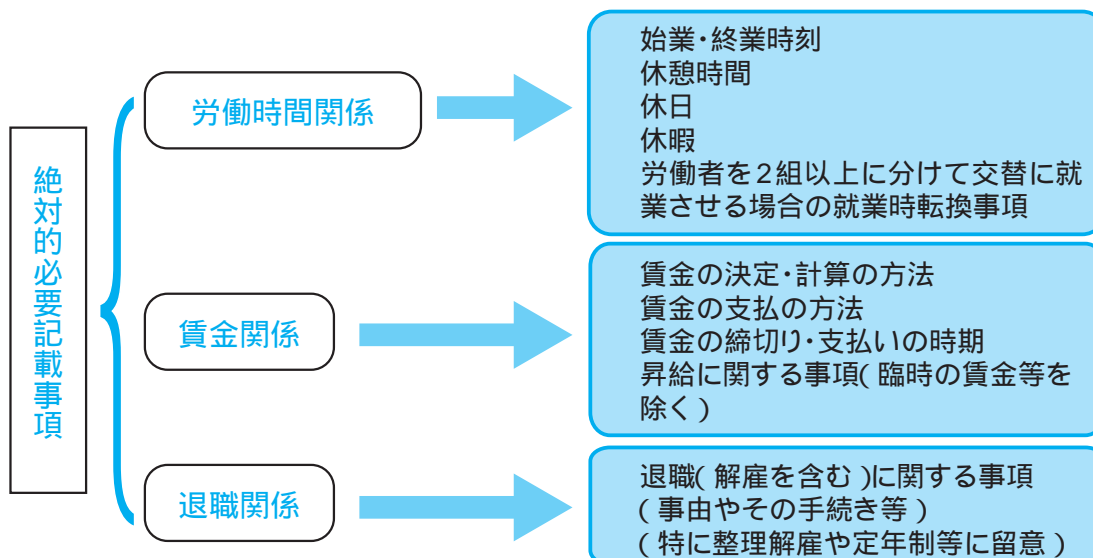 絶対的必要記載事項
労働時間関係
始業・終業時刻
休憩時間
休日
休暇
労働者を2組以上に分けて交替に就
業させる場合の就業時転換事項
賃金関係
賃金の決定・計算の方法
賃金の支払の方法
賃金の締切り・支払いの時期
昇給に関する事項(臨時の賃金等を
除く)
退職関係
退職(解雇を含む)に関する事項
(事由やその手続き等)
(特に整理解雇や定年制等に留意)